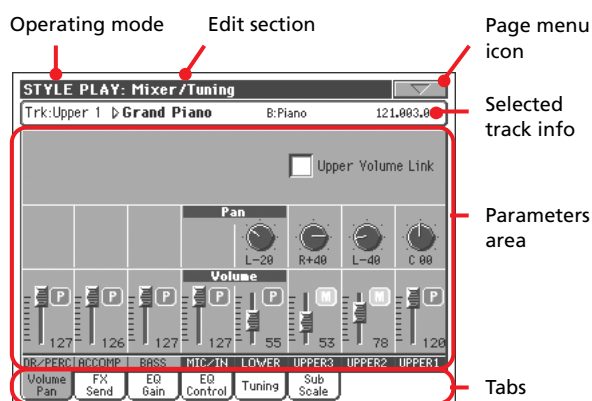 Operating mode
Edit section
Page menu icon
STYLE PLAY: Mixer/Tuning
Trk:Upper 1 ▷Grand Piano B:Piano 121.003.0
Selected track info
Upper Volume Link
Pan
L-20 R+40 L-40 C 00
Parameters area
Volume
P P P P P M M P
127 126 127 127 55 53 78 120
DR/PERC ACCOMP BASS MIC/IN LOWER UPPER3 UPPER2 UPPER1
Volume Pan FX Send EQ Gain EQ Control Tuning Sub Scale
Tabs